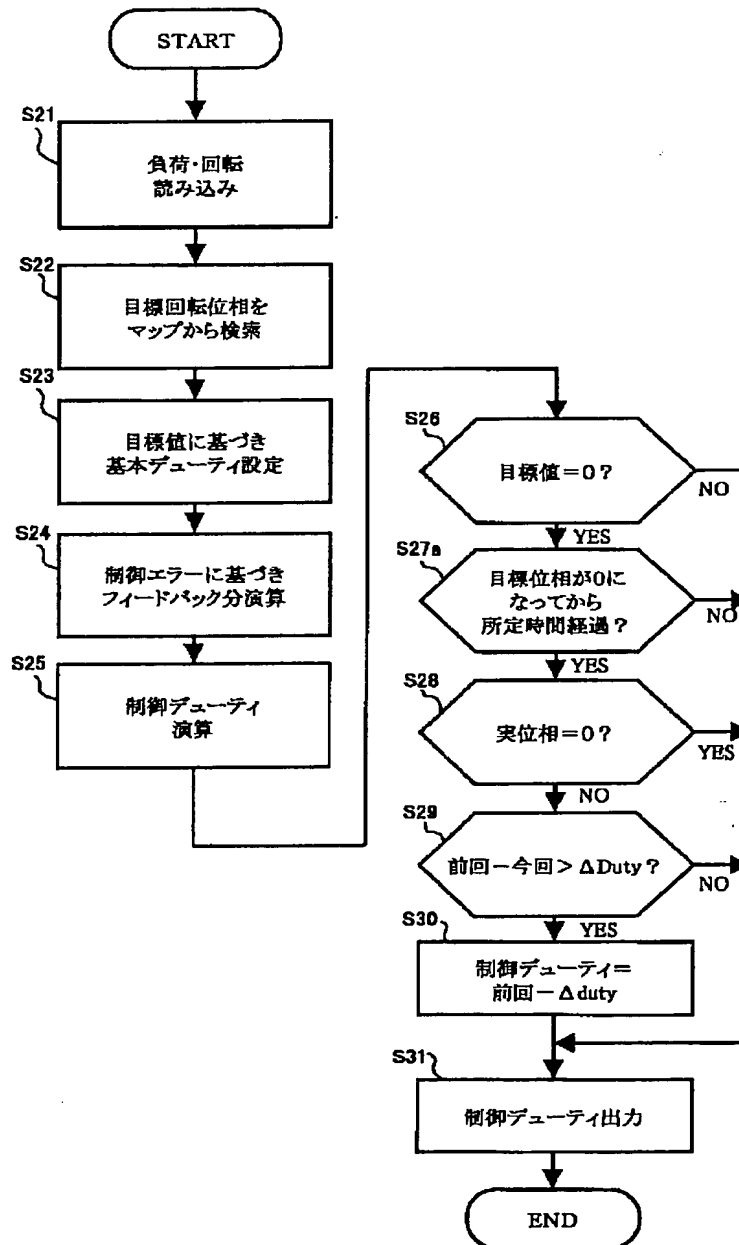 START
S21
負荷・回転
読み込み
S22
目標回転位相を
マップから検索
S23
目標値に基づき
基本デューティ設定
S24
制御エラーに基づき
フィードバック分演算
S25
制御デューティ
演算
S26
目標値=0?
NO
YES
S27a
目標位相が0に
なってから
所定時間経過?
NO
YES
S28
実位相=0?
YES
NO
S29
前回-今回>ΔDuty?
NO
YES
S30
制御デューティ=
前回-Δduty
S31
制御デューティ出力
END